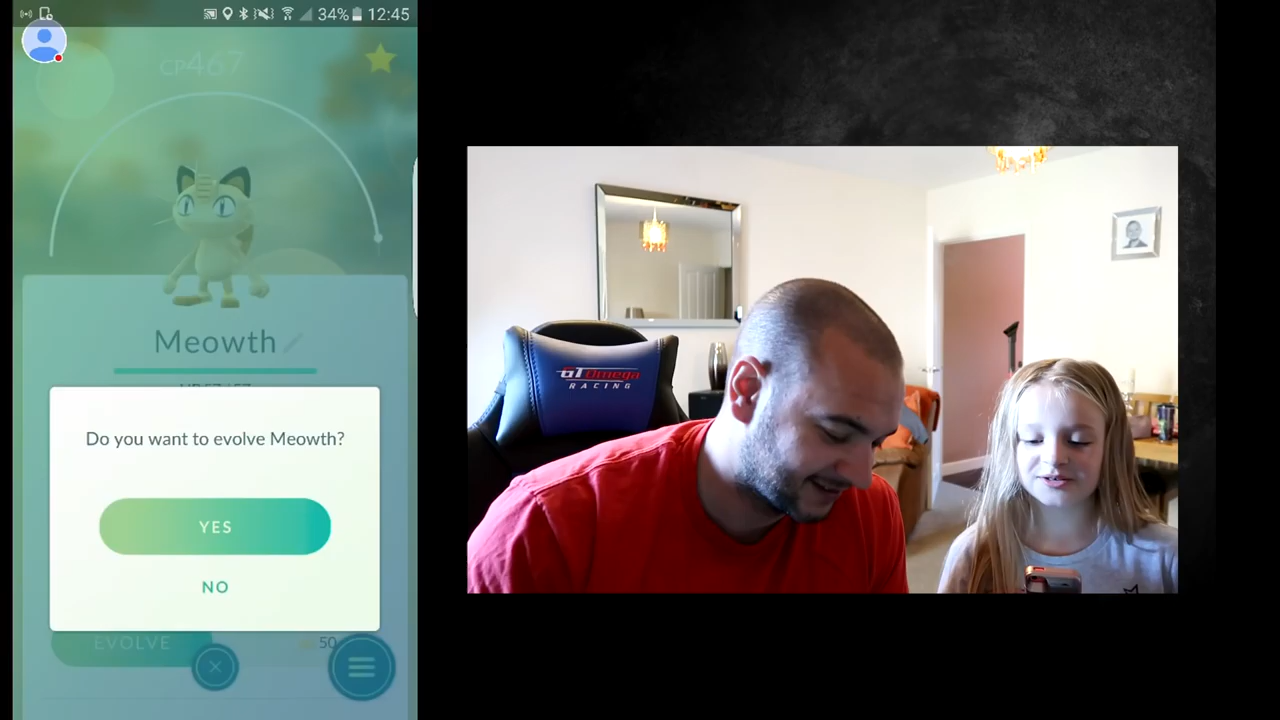 34% 12:45
CP467
Meowth
Do you want to evolve Meowth?
YES
NO
EVOLVE 50
GT Omega
RACING